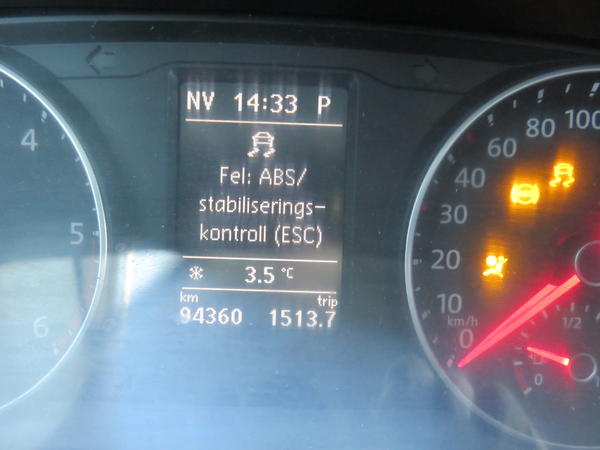 NV 14:33 P
Fel: ABS/
stabiliserings-
kontroll (ESC)
3.5 °C
km trip
94360 1513.7
4
5
6
100
80
60
40
30
20
10
0
km/h
1/2
0